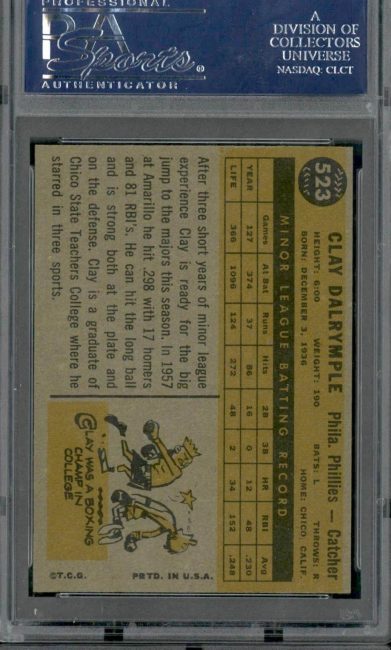 PROFESSIONAL
PSA
Sports®
AUTHENTICATOR
A
DIVISION OF
COLLECTORS
UNIVERSE
NASDAQ: CLCT
523
CLAY DALRYMPLE Phila. Phillies — Catcher
HEIGHT: 6:00 WEIGHT: 190 BATS: L THROWS: R
BORN: DECEMBER 3, 1936 HOME: CHICO, CALIF.
MINOR LEAGUE BATTING RECORD
Games At Bat Runs Hits 2B 3B HR RBI Avg
YEAR 127 374 37 86 16 0 12 48 .230
LIFE 368 1096 124 272 48 2 34 152 .248
After three short years of minor league
experience Clay is ready for the big
jump to the majors this season. In 1957
at Amarillo he hit .298 with 17 homers
and 81 RBI's. He can hit the long ball
and is strong both at the plate and
on the defense. Clay is a graduate of
Chico State Teachers College where he
starred in three sports.
CLAY WAS A BOXING
CHAMP IN
COLLEGE
©T.C.G. PRTD. IN U.S.A.